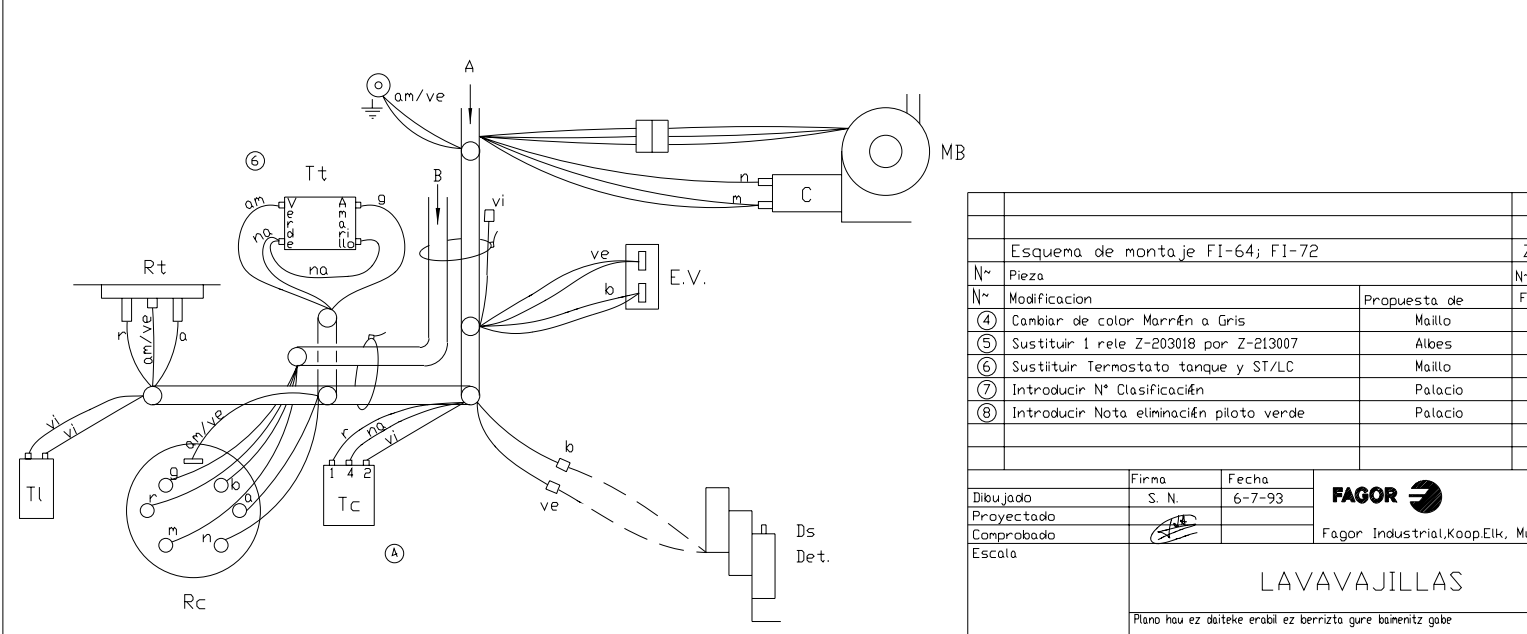 A
am/ve
6
Tt
B
MB
n
m
C
am
V e r d e
A m a r i l l o
g
na
na
vi
Rt
ve
b
E.V.
r
am/ve
a
vi
vi
am/ve
r
na
vi
b
ve
Tl
g
b
r
a
m
n
Rc
1 4 2
Tc
4
Ds
Det.
Esquema de montaje FI-64; FI-72
N~ Pieza
N~ Modificacion Propuesta de
4 Cambiar de color MarrÆn a Gris Maillo
5 Sustituir 1 rele Z-203018 por Z-213007 Albes
6 Sustiituir Termostato tanque y ST/LC Maillo
7 Introducir N° ClasificaciÆn Palacio
8 Introducir Nota eliminaciÆn piloto verde Palacio
Firma Fecha
Dibujado S. N. 6-7-93
Proyectado
Comprobado
Escala
FAGOR
Fagor Industrial,Koop.Elk,
LAVAVAJILLAS
Plano hau ez daiteke erabil ez berrizta gure baimenitz gabe